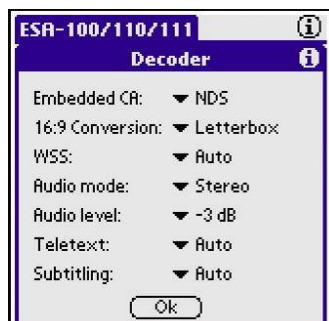 ESA-100/110/111
Decoder
Embedded CA: NDS
16:9 Conversion: Letterbox
WSS: Auto
Audio mode: Stereo
Audio level: -3 dB
Teletext: Auto
Subtitling: Auto
Ok